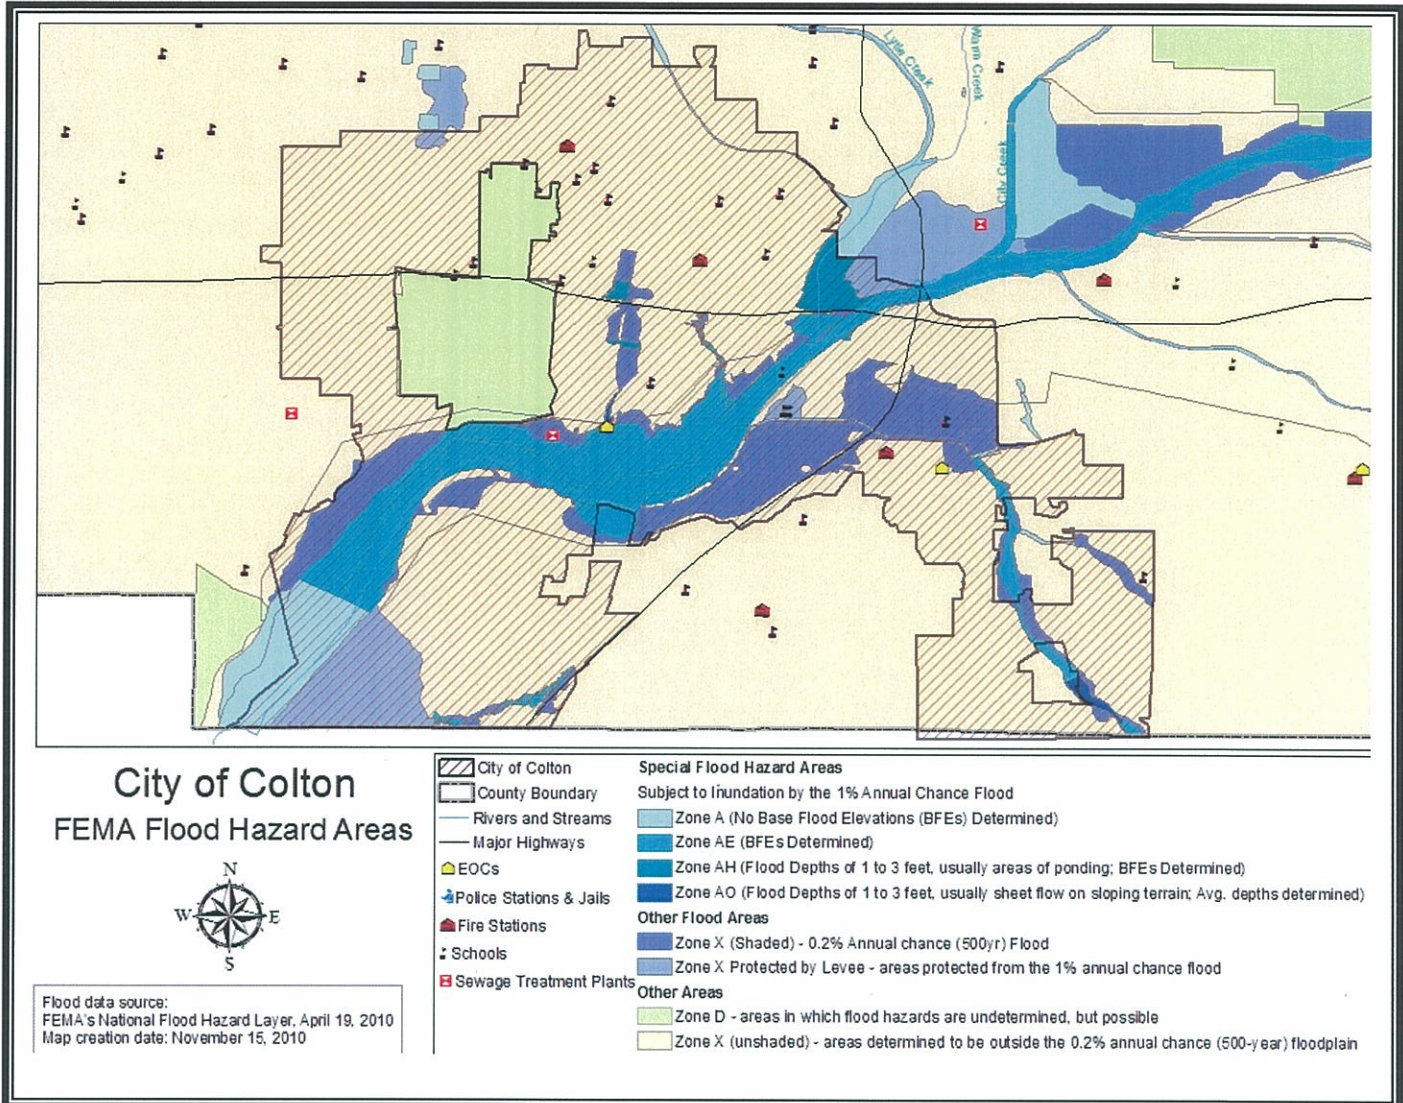 Lytle Creek
Warm Creek
City Creek
City of Colton
FEMA Flood Hazard Areas
N
W
E
S
Flood data source:
FEMA's National Flood Hazard Layer, April 19, 2010
Map creation date: November 15, 2010
City of Colton
County Boundary
Rivers and Streams
Major Highways
EOCs
Police Stations & Jails
Fire Stations
Schools
Sewage Treatment Plants
Special Flood Hazard Areas
Subject to Inundation by the 1% Annual Chance Flood
Zone A (No Base Flood Elevations (BFEs) Determined)
Zone AE (BFEs Determined)
Zone AH (Flood Depths of 1 to 3 feet, usually areas of ponding; BFEs Determined)
Zone AO (Flood Depths of 1 to 3 feet, usually sheet flow on sloping terrain; Avg. depths determined)
Other Flood Areas
Zone X (Shaded) - 0.2% Annual chance (500yr) Flood
Zone X Protected by Levee - areas protected from the 1% annual chance flood
Other Areas
Zone D - areas in which flood hazards are undetermined, but possible
Zone X (unshaded) - areas determined to be outside the 0.2% annual chance (500-year) floodplain